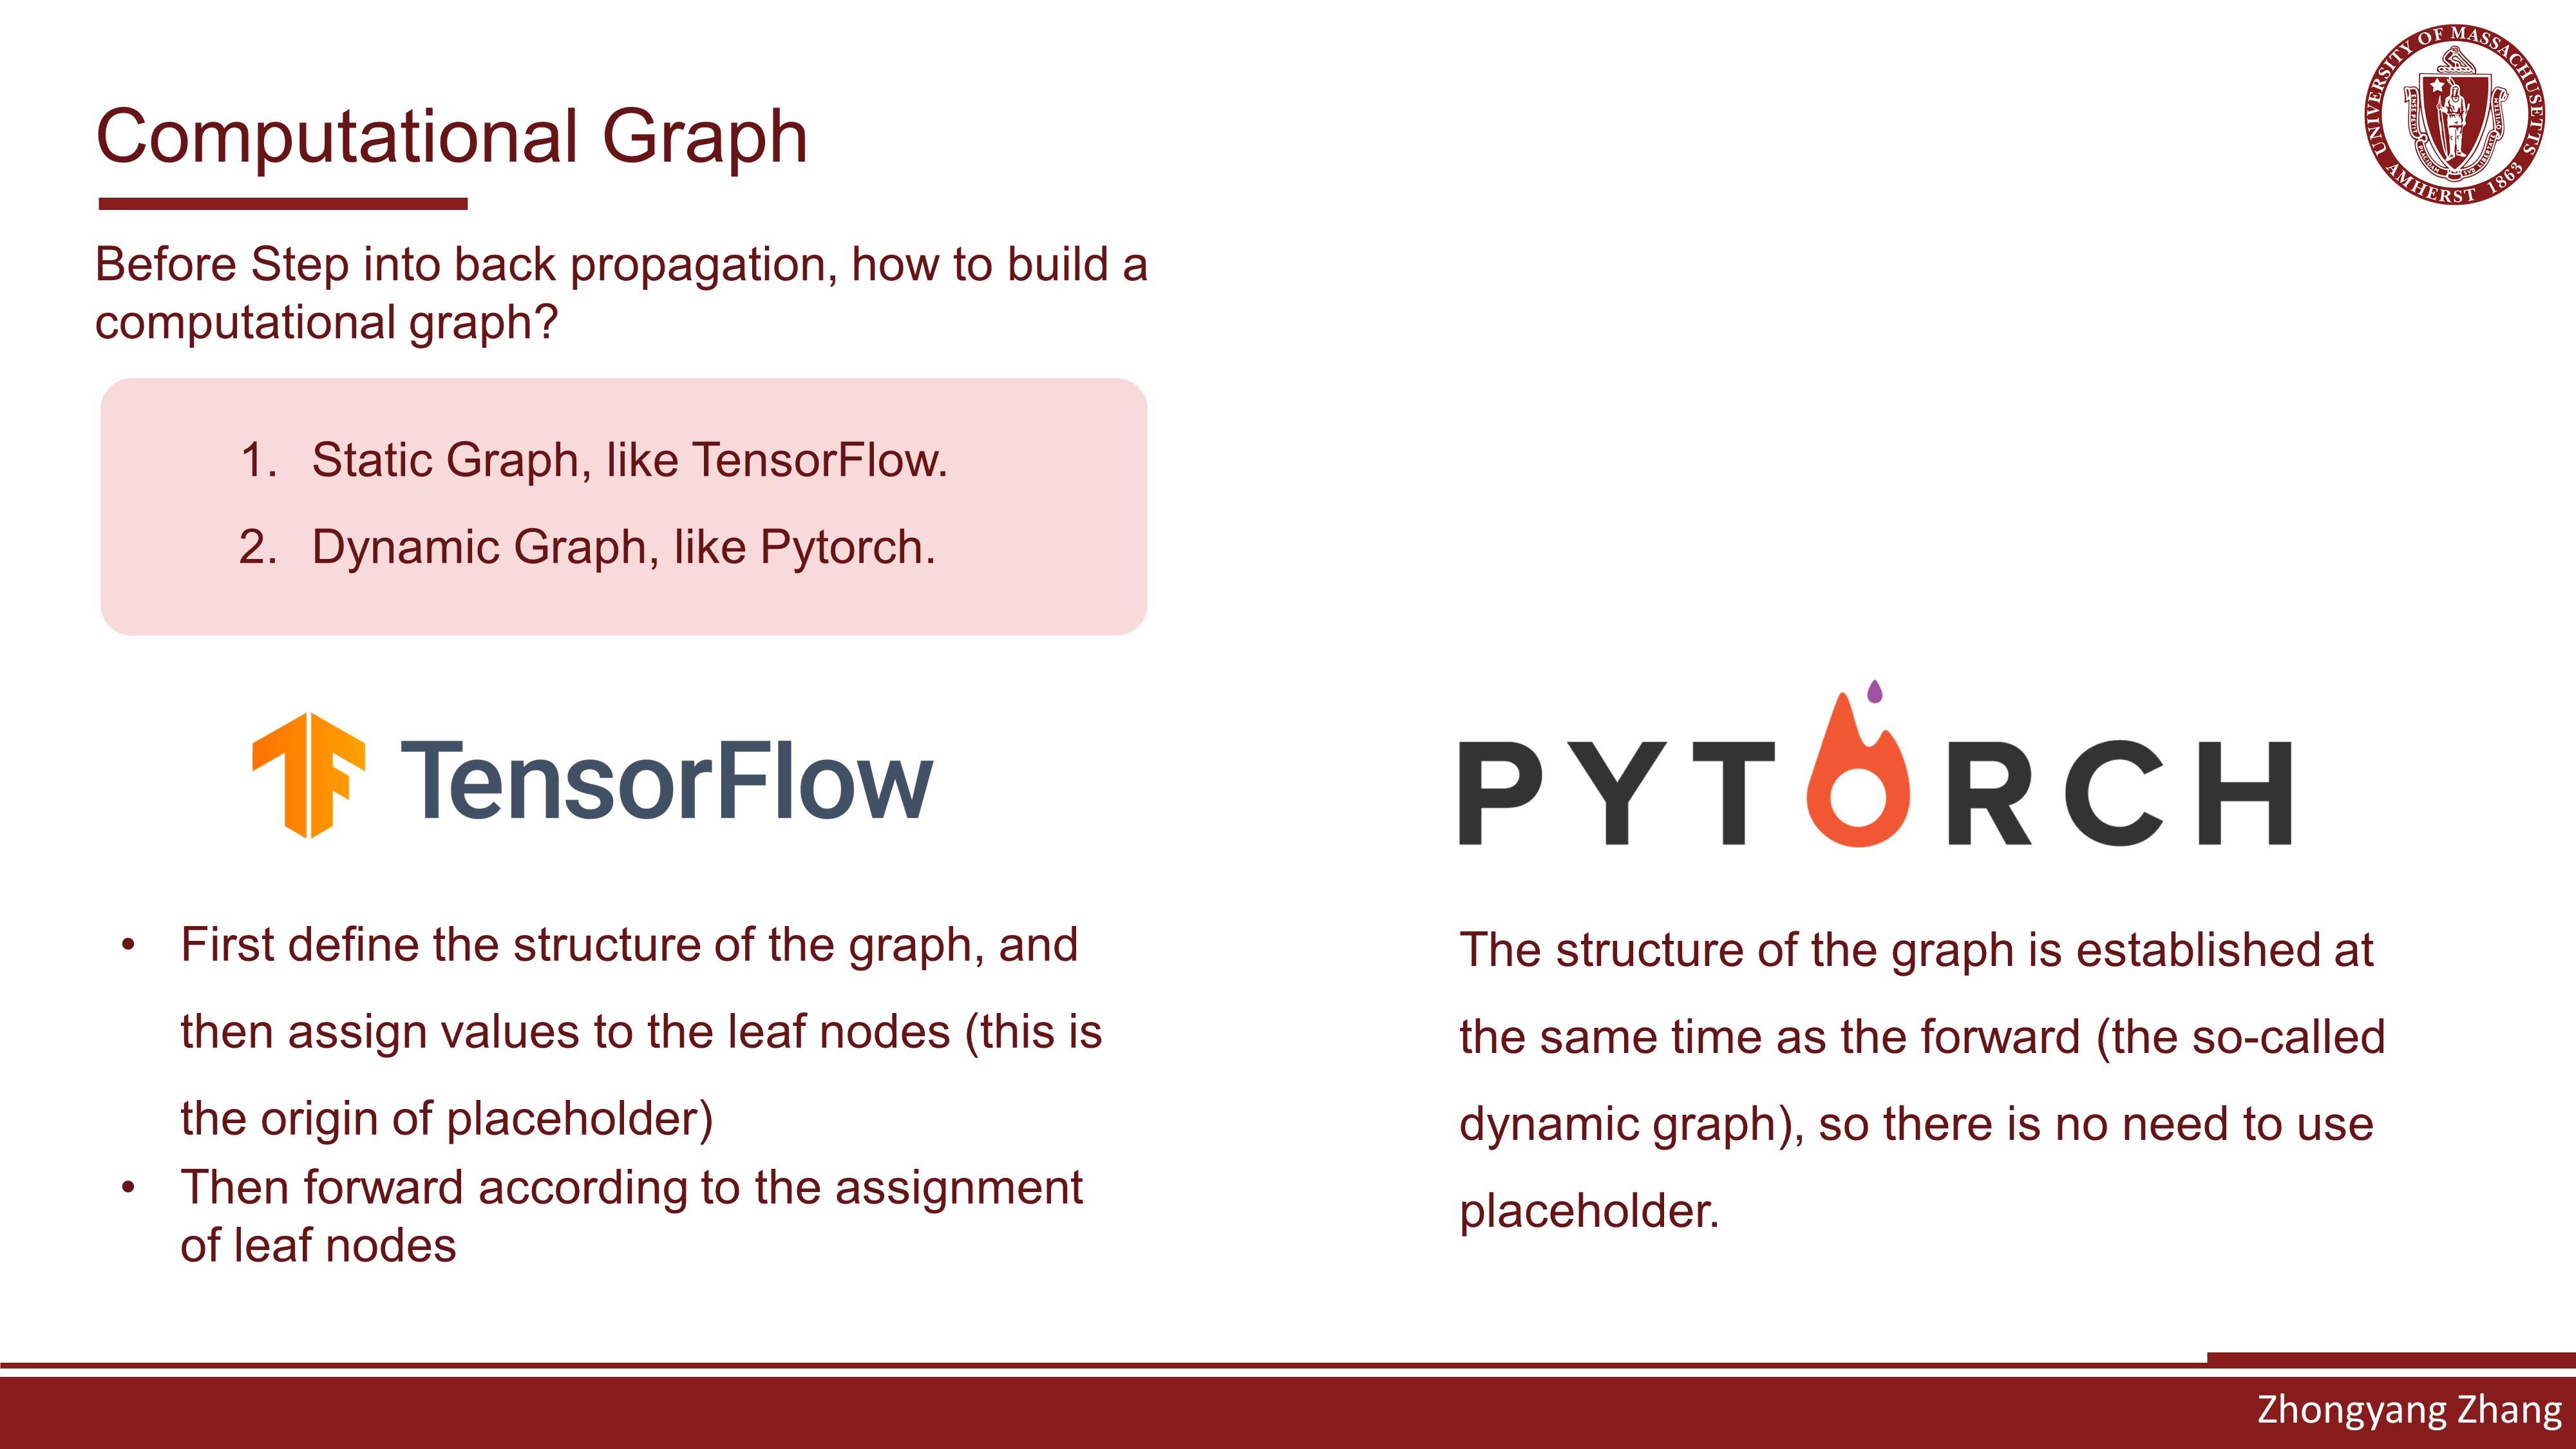 Computational Graph
UNIVERSITY OF MASSACHUSETTS
AMHERST 1863
Before Step into back propagation, how to build a
computational graph?
1. Static Graph, like TensorFlow.
2. Dynamic Graph, like Pytorch.
TensorFlow
• First define the structure of the graph, and
then assign values to the leaf nodes (this is
the origin of placeholder)
• Then forward according to the assignment
of leaf nodes
PYTORCH
The structure of the graph is established at
the same time as the forward (the so-called
dynamic graph), so there is no need to use
placeholder.
Zhongyang Zhang